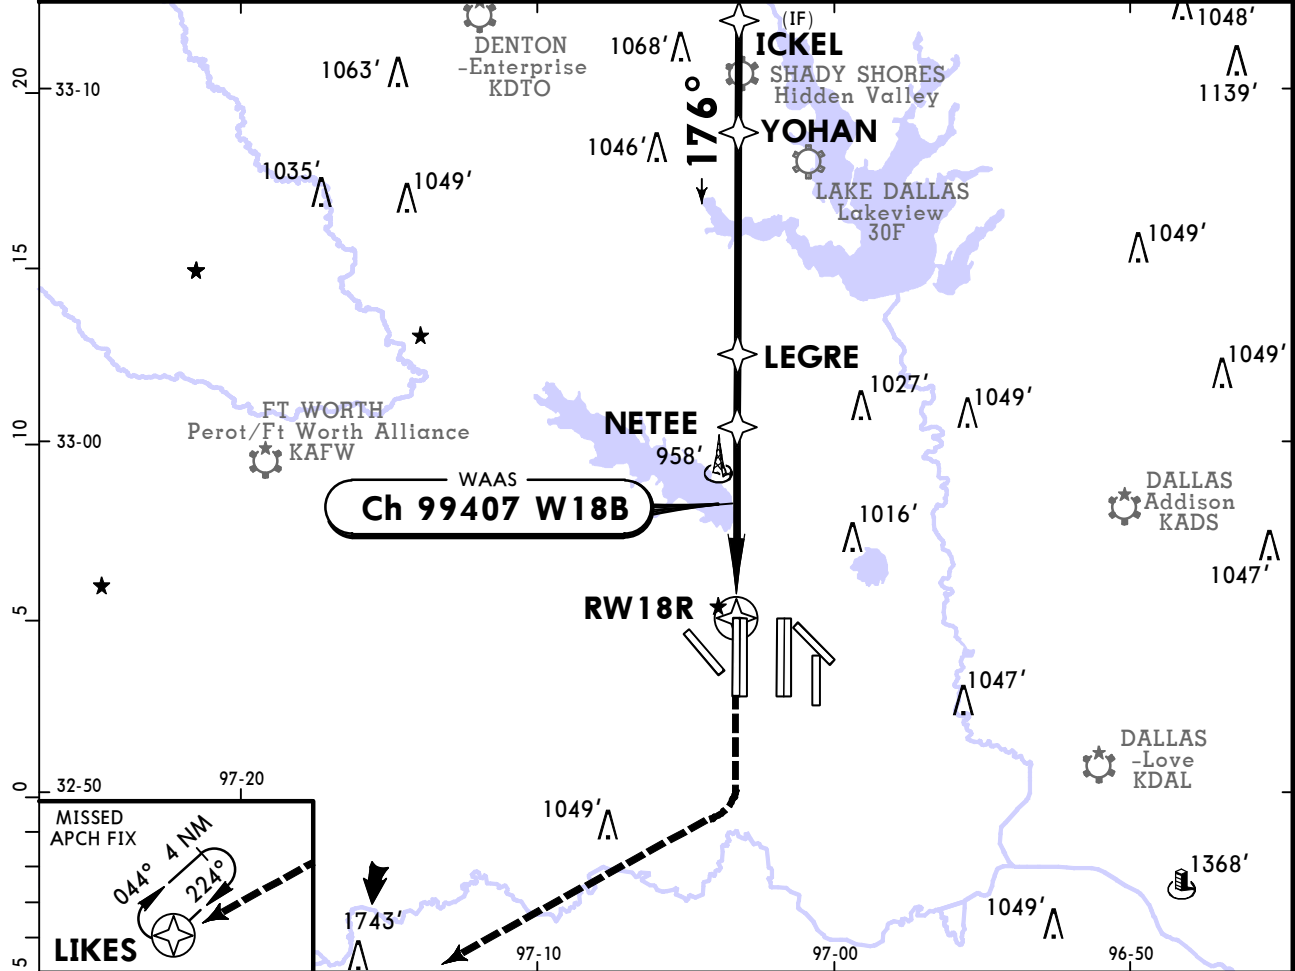 (IF)
ICKEL
1048'
DENTON
-Enterprise
KDTO
1068'
1063'
SHADY SHORES
Hidden Valley
1139'
20
33-10
176°
YOHAN
1046'
1035'
1049'
LAKE DALLAS
Lakeview
30F
1049'
15
LEGRE
1049'
1027'
1049'
FT WORTH
Perot/Ft Worth Alliance
KAFW
NETEE
10
33-00
958'
WAAS
Ch 99407 W18B
DALLAS
Addison
KADS
1016'
1047'
RW18R
5
1047'
DALLAS
-Love
KDAL
0
32-50
97-20
MISSED
APCH FIX
044°
4 NM
224°
LIKES
1049'
1368'
1743'
1049'
5
97-10
97-00
96-50